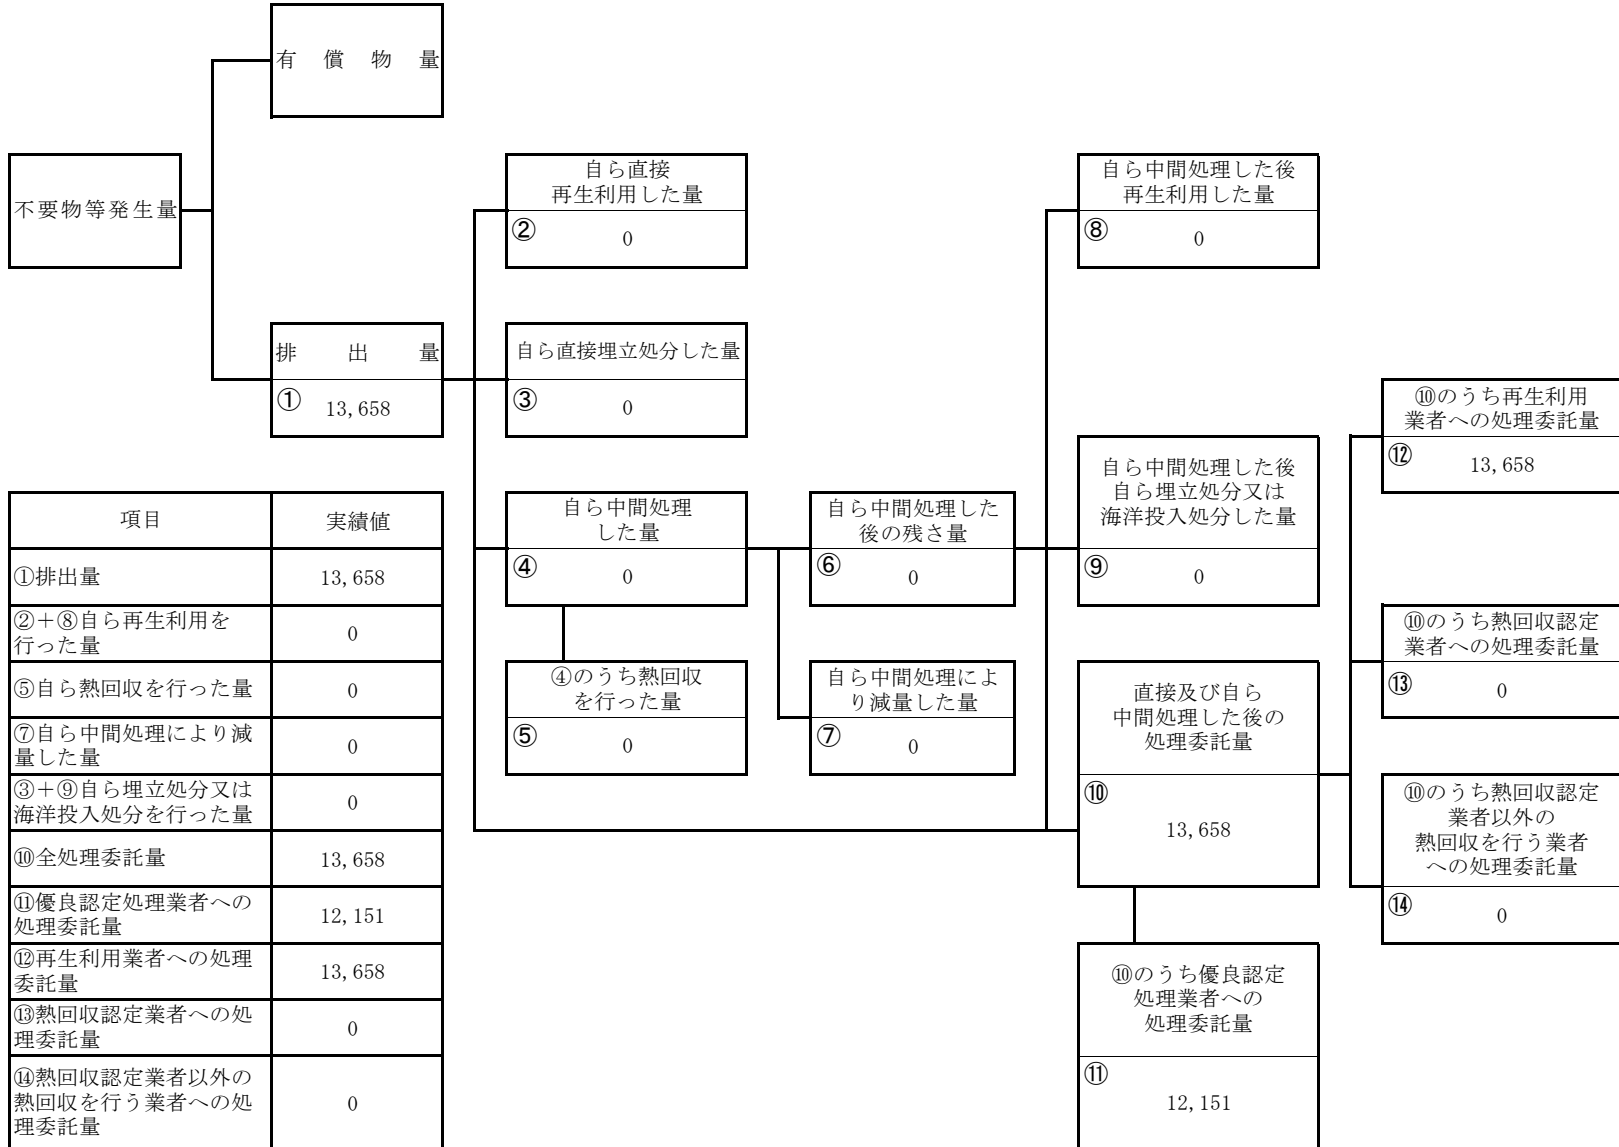 有償物量
不要物等発生量
排出量
① 13,658
自ら直接
再生利用した量
② 0
自ら直接埋立処分した量
③ 0
自ら中間処理
した量
④ 0
④のうち熱回収
を行った量
⑤ 0
自ら中間処理した
後の残さ量
⑥ 0
自ら中間処理によ
り減量した量
⑦ 0
自ら中間処理した後
再生利用した量
⑧ 0
自ら中間処理した後
自ら埋立処分又は
海洋投入処分した量
⑨ 0
直接及び自ら
中間処理した後の
処理委託量
⑩
13,658
⑩のうち優良認定
処理業者への
処理委託量
⑪
12,151
⑩のうち再生利用
業者への処理委託量
⑫ 13,658
⑩のうち熱回収認定
業者への処理委託量
⑬ 0
⑩のうち熱回収認定
業者以外の
熱回収を行う業者
への処理委託量
⑭ 0
項目 実績値
①排出量 13,658
②+⑧自ら再生利用を
行った量 0
⑤自ら熱回収を行った量 0
⑦自ら中間処理により減
量した量 0
③+⑨自ら埋立処分又は
海洋投入処分を行った量 0
⑩全処理委託量 13,658
⑪優良認定処理業者への
処理委託量 12,151
⑫再生利用業者への処理
委託量 13,658
⑬熱回収認定業者への処
理委託量 0
⑭熱回収認定業者以外の
熱回収を行う業者への処
理委託量 0